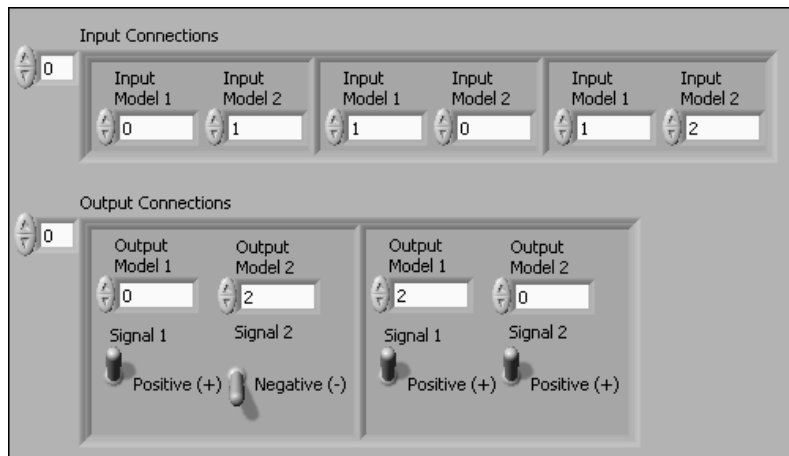 Input Connections
0
Input Model 1
Input Model 2
Input Model 1
Input Model 2
Input Model 1
Input Model 2
0
1
1
0
1
2
Output Connections
0
Output Model 1
Output Model 2
Output Model 1
Output Model 2
0
2
2
0
Signal 1
Signal 2
Signal 1
Signal 2
Positive (+)
Negative (-)
Positive (+)
Positive (+)